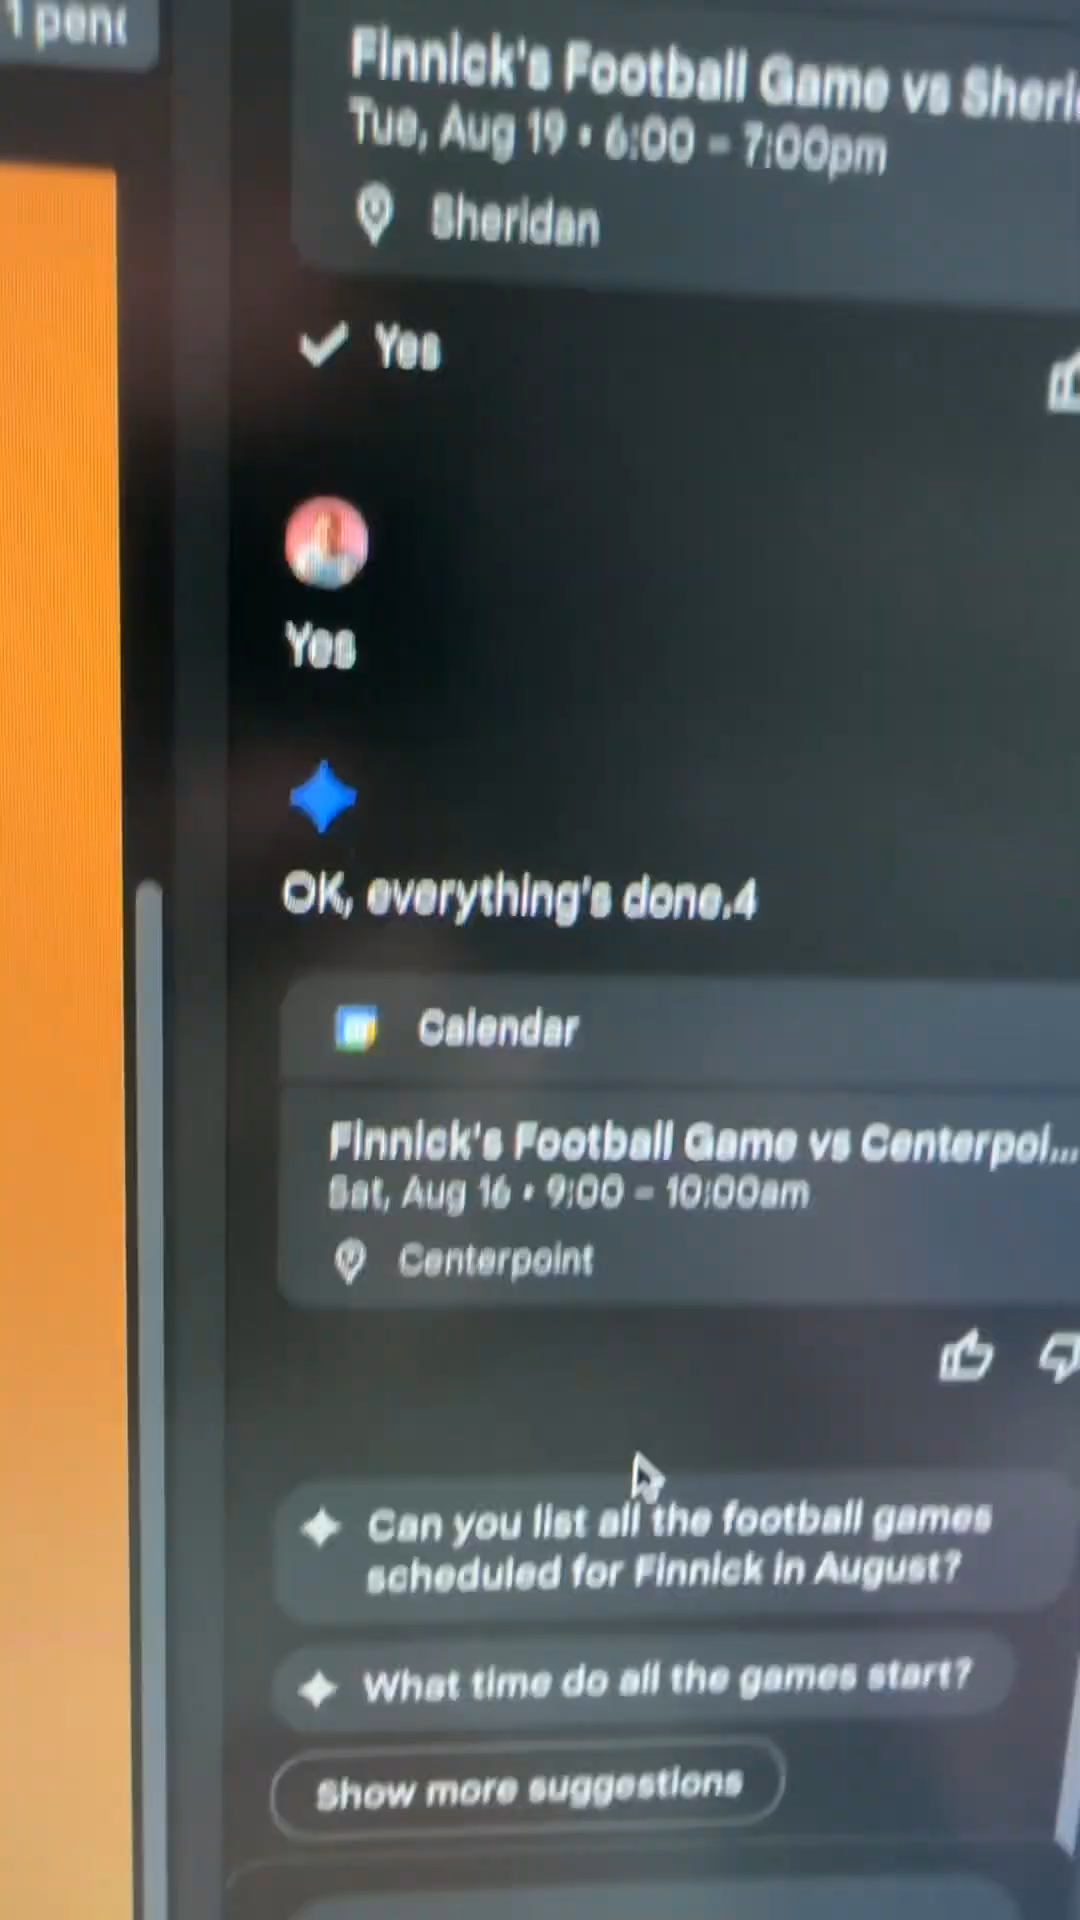 Finnick's Football Game vs
Tue, Aug 19 • 6:00 – 7:00pm
Sheridan
Yes
Yes
OK, everything's done.4
Calendar
Finnick's Football Game vs Centerpoi...
Sat, Aug 16 • 9:00 – 10:00am
Centerpoint
Can you list all the football games
scheduled for Finnick in August?
What time do all the games start?
Show more suggestions